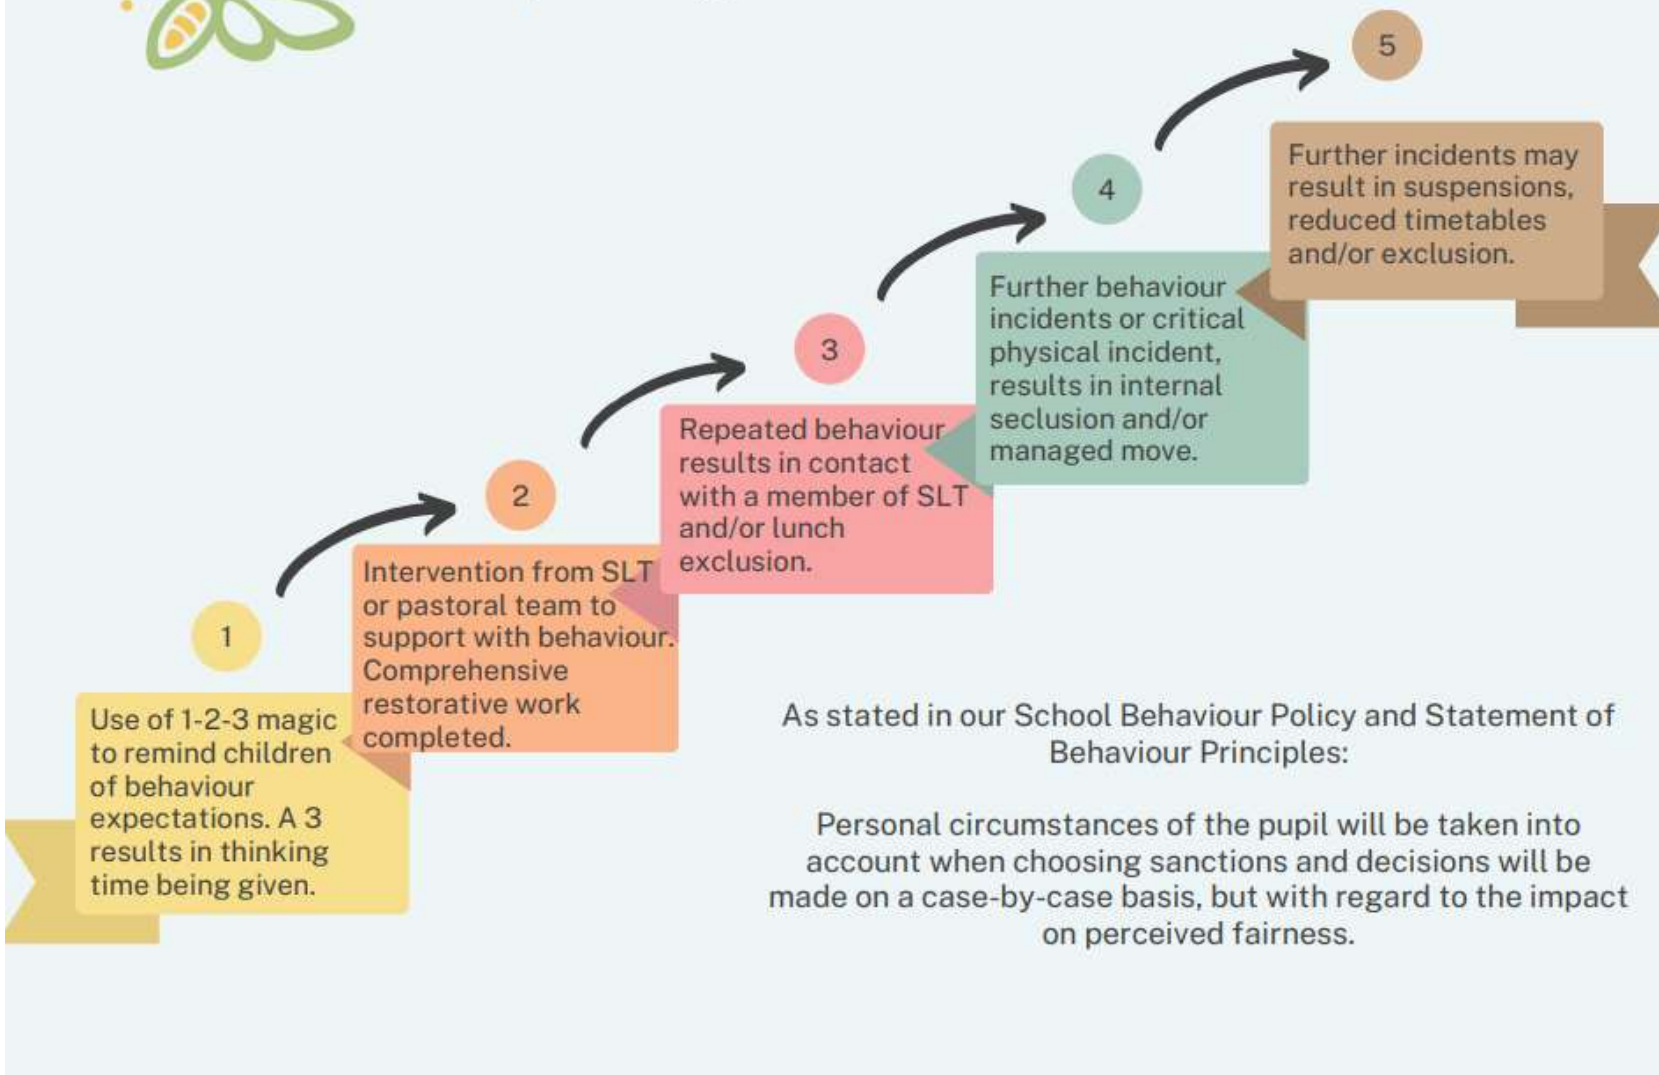 1
Use of 1-2-3 magic
to remind children
of behaviour
expectations. A 3
results in thinking
time being given.
2
Intervention from SLT
or pastoral team to
support with behaviour.
Comprehensive
restorative work
completed.
3
Repeated behaviour
results in contact
with a member of SLT
and/or lunch
exclusion.
4
Further behaviour
incidents or critical
physical incident,
results in internal
seclusion and/or
managed move.
5
Further incidents may
result in suspensions,
reduced timetables
and/or exclusion.
As stated in our School Behaviour Policy and Statement of
Behaviour Principles:
Personal circumstances of the pupil will be taken into
account when choosing sanctions and decisions will be
made on a case-by-case basis, but with regard to the impact
on perceived fairness.